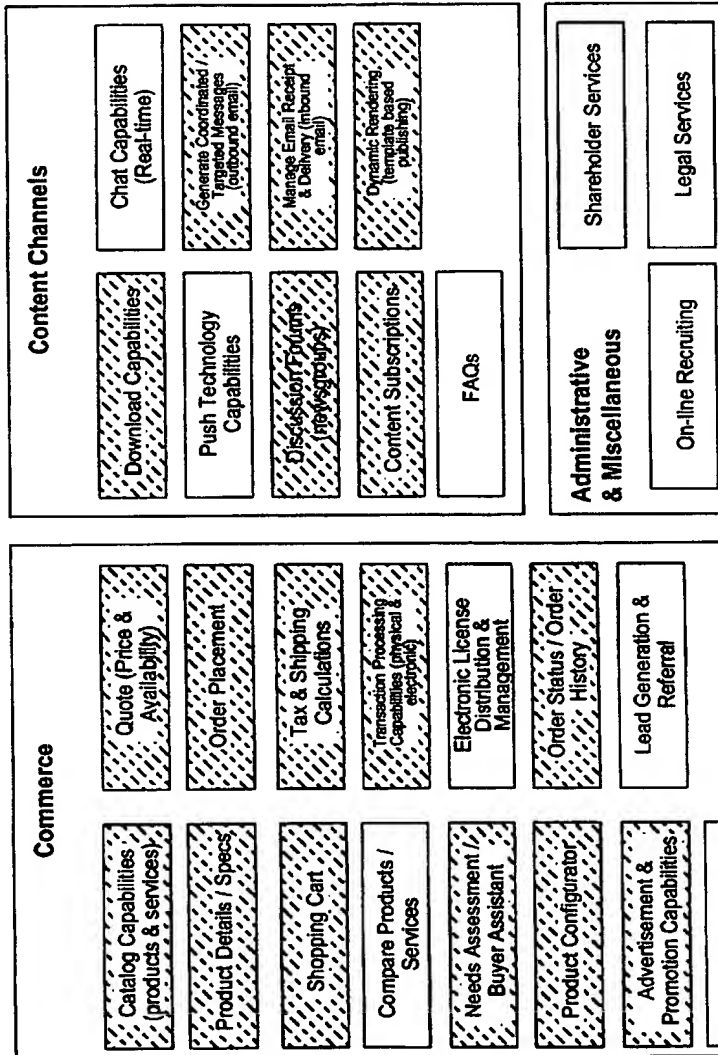 Commerce
Catalog Capabilities
(products & services)
Product Details / Specs
Shopping Cart
Compare Products /
Services
Needs Assessment /
Buyer Assistant
Product Configurator
Advertisement &
Promotion Capabilities
Quote (Price &
Availability)
Order Placement
Tax & Shipping
Calculations
Transaction Processing
Capabilities (physical &
electronic)
Electronic License
Distribution &
Management
Order Status / Order
History
Lead Generation &
Referral
Content Channels
Download Capabilities
Push Technology
Capabilities
Discussion Forums
(newsgroups)
Content Subscriptions
FAQs
Chat Capabilities
(Real-time)
Generate Coordinated /
Targeted Messages
(outbound email)
Manage Email Receipt
& Delivery (inbound
email)
Dynamic Rendering
(template based
publishing)
Administrative
& Miscellaneous
On-line Recruiting
Shareholder Services
Legal Services